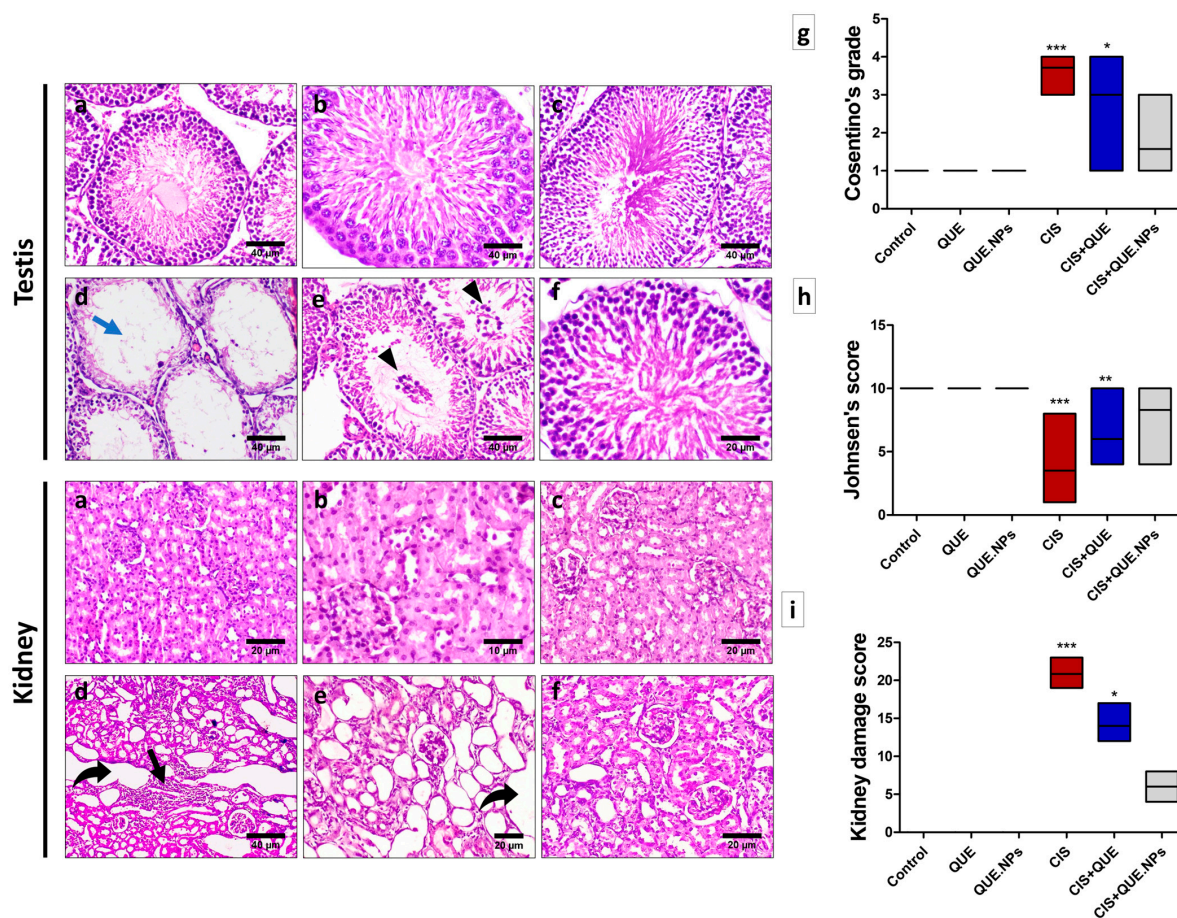 Testis
a
40 µm
b
40 µm
c
40 µm
d
40 µm
e
40 µm
f
20 µm
Kidney
a
20 µm
b
10 µm
c
20 µm
d
40 µm
e
20 µm
f
20 µm
g
Cosentino's grade
5
4
3
2
1
0
***
*
Control
QUE
QUE.NPs
CIS
CIS+QUE
CIS+QUE.NPs
h
Johnsen's score
15
10
5
0
***
**
Control
QUE
QUE.NPs
CIS
CIS+QUE
CIS+QUE.NPs
i
Kidney damage score
25
20
15
10
5
0
***
*
Control
QUE
QUE.NPs
CIS
CIS+QUE
CIS+QUE.NPs